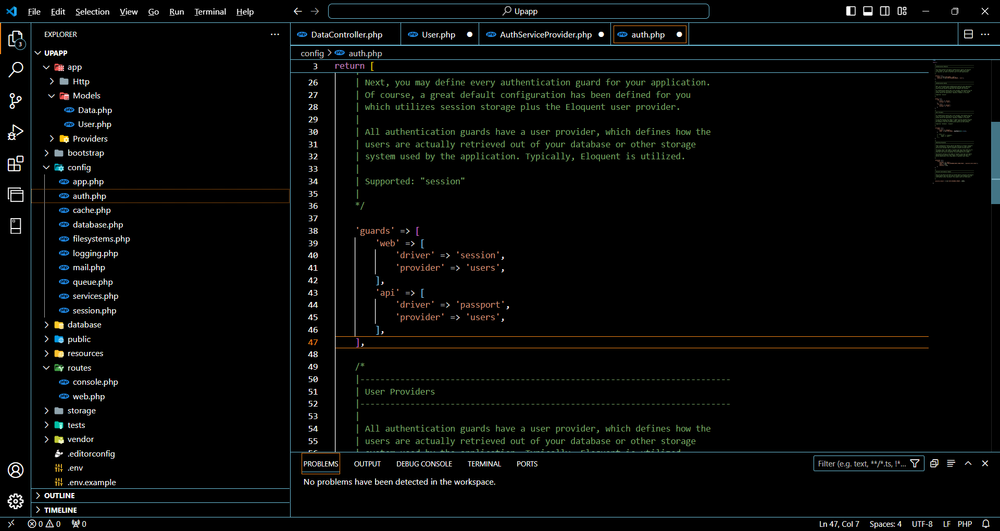 File Edit Selection View Go Run Terminal Help
Upapp
EXPLORER
3
UPAPP
app
Http
Models
Data.php
User.php
Providers
bootstrap
config
app.php
auth.php
cache.php
database.php
filesystems.php
logging.php
mail.php
queue.php
services.php
session.php
database
public
resources
routes
console.php
web.php
storage
tests
vendor
.editorconfig
.env
.env.example
OUTLINE
TIMELINE
DataController.php User.php AuthServiceProvider.php auth.php
config > auth.php
3 return [
26 | Next, you may define every authentication guard for your application.
27 | Of course, a great default configuration has been defined for you
28 | which utilizes session storage plus the Eloquent user provider.
29 |
30 | All authentication guards have a user provider, which defines how the
31 | users are actually retrieved out of your database or other storage
32 | system used by the application. Typically, Eloquent is utilized.
33 |
34 | Supported: "session"
35 |
36 */
37
38 'guards' => [
39 'web' => [
40 'driver' => 'session',
41 'provider' => 'users',
42 ],
43 'api' => [
44 'driver' => 'passport',
45 'provider' => 'users',
46 ],
47 ],
48
49 /*
50 |--------------------------------------------------------------------------
51 | User Providers
52 |--------------------------------------------------------------------------
53 |
54 | All authentication guards have a user provider, which defines how the
55 | users are actually retrieved out of your database or other storage
56 | system used by the application. Typically, Eloquent is utilized.
PROBLEMS OUTPUT DEBUG CONSOLE TERMINAL PORTS
Filter (e.g. text, **/*.ts, !*...
No problems have been detected in the workspace.
0 0 0
Ln 47, Col 7 Spaces: 4 UTF-8 LF PHP